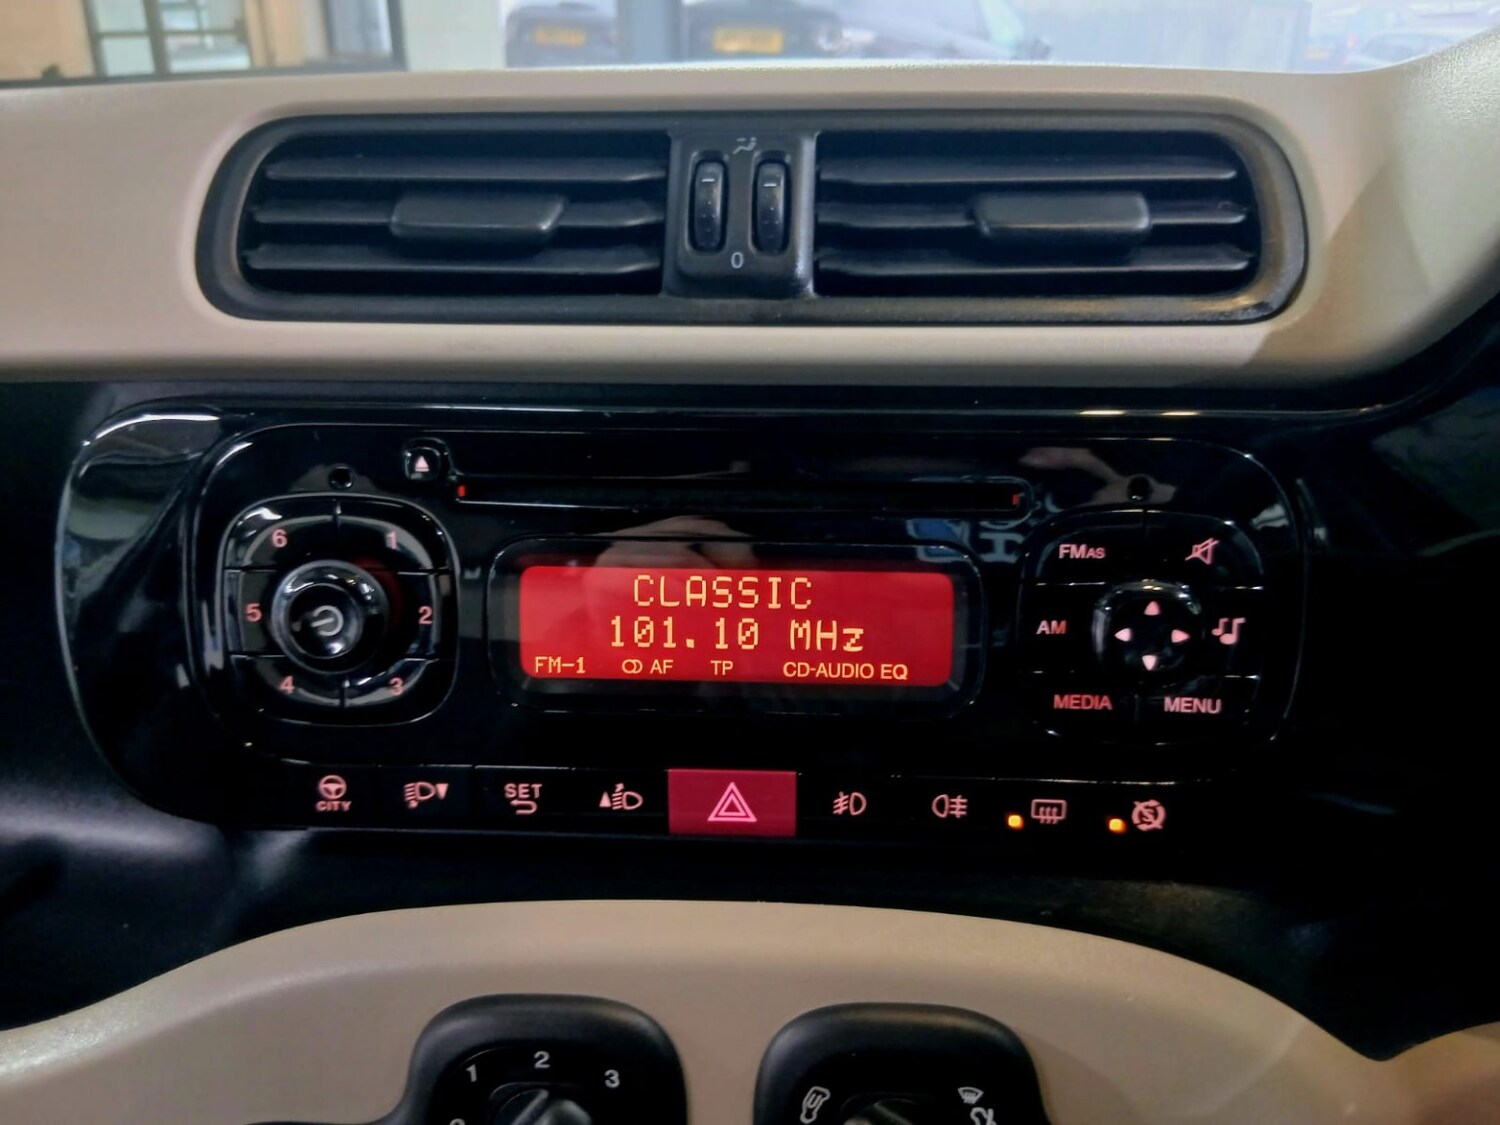 0
6 1
5 2
4 3
CLASSIC
101.10 MHz
FM-1 AF TP CD-AUDIO EQ
FMAS
AM
MEDIA MENU
CITY
SET
1 2 3
0